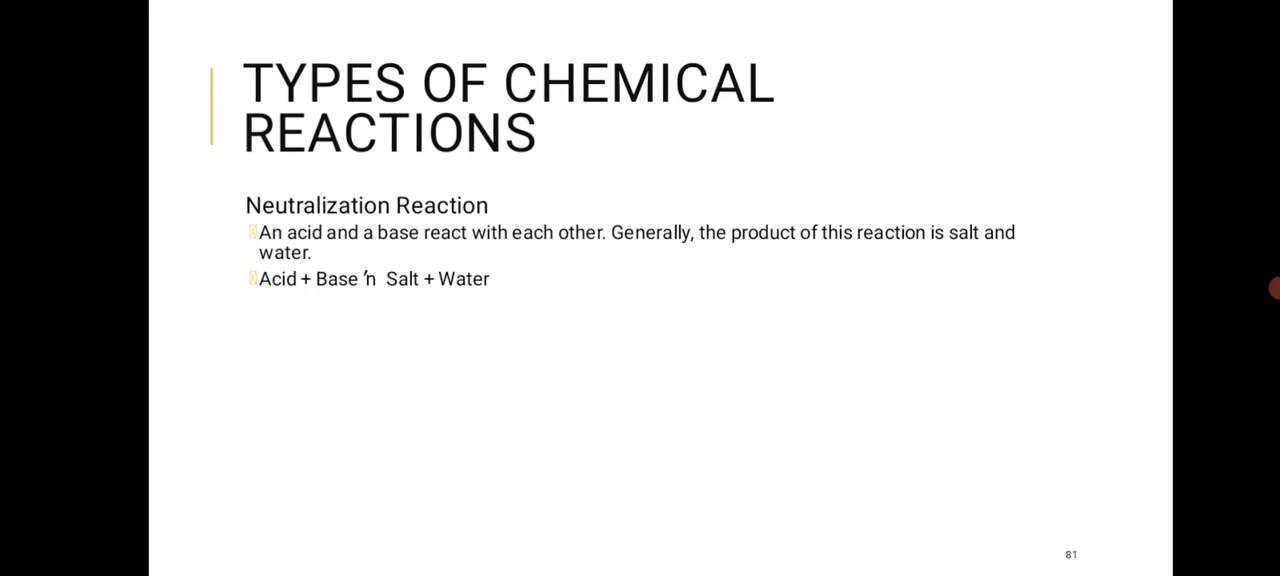 TYPES OF CHEMICAL
REACTIONS
Neutralization Reaction
An acid and a base react with each other. Generally, the product of this reaction is salt and
water.
Acid + Base ’n Salt + Water
81